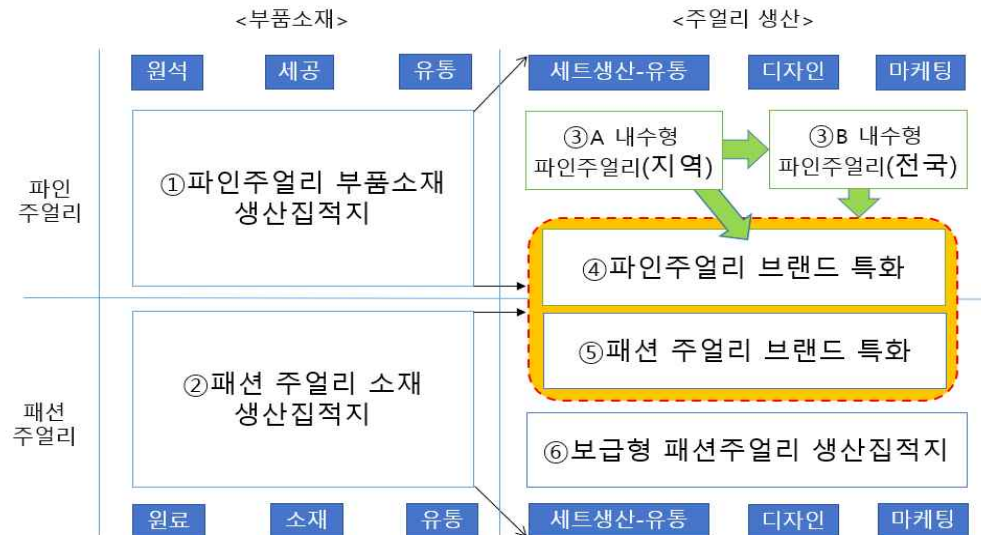 <부품소재>
<주얼리 생산>
원석
세공
유통
세트생산-유통
디자인
마케팅
파인
주얼리
①파인주얼리 부품소재
생산집적지
③A 내수형
파인주얼리(지역)
③B 내수형
파인주얼리(전국)
④파인주얼리 브랜드 특화
패션
주얼리
②패션 주얼리 소재
생산집적지
⑤패션 주얼리 브랜드 특화
⑥보급형 패션주얼리 생산집적지
원료
소재
유통
세트생산-유통
디자인
마케팅